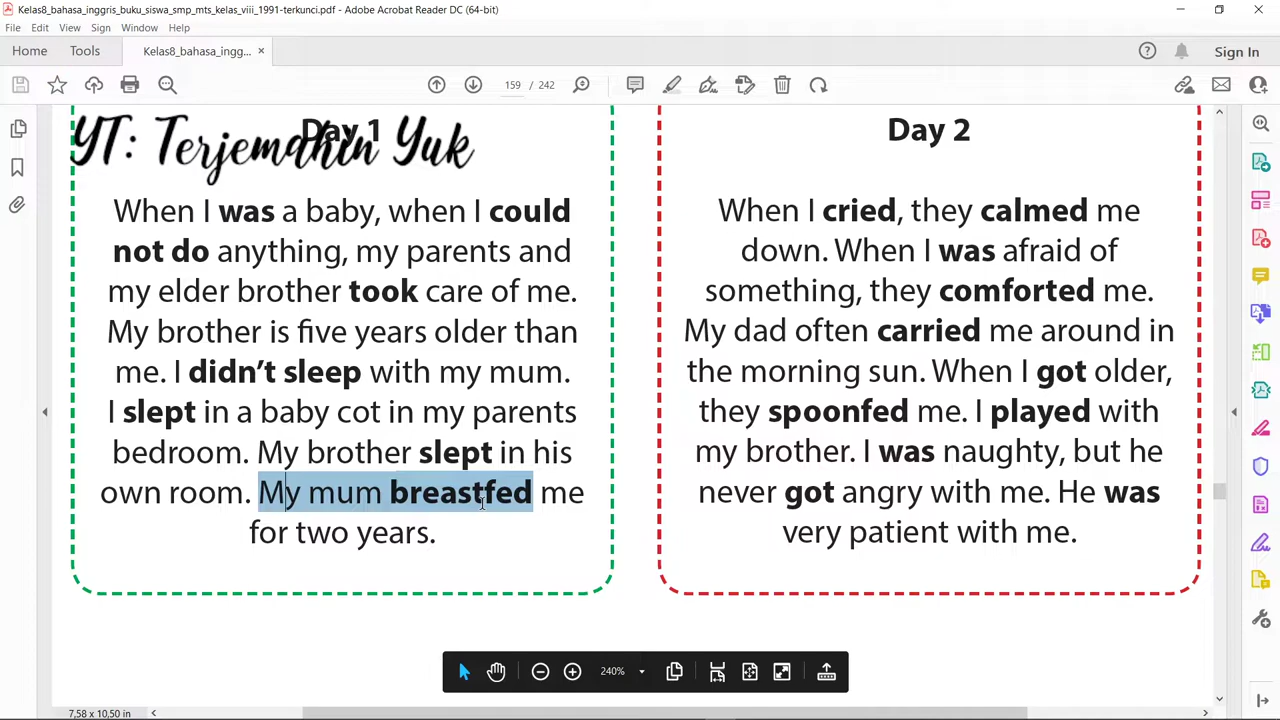 Kelas8_bahasa_inggris_buku_siswa_smp_mts_kelas_viii_1991-terkunci.pdf - Adobe Acrobat Reader DC (64-bit)
File Edit View Sign Window Help
Home Tools Kelas8_bahasa_ingg... × Sign In
159 / 242
YT: Terjemahin Yuk
Day 1
When I was a baby, when I could
not do anything, my parents and
my elder brother took care of me.
My brother is five years older than
me. I didn't sleep with my mum.
I slept in a baby cot in my parents
bedroom. My brother slept in his
own room. My mum breastfed me
for two years.
Day 2
When I cried, they calmed me
down. When I was afraid of
something, they comforted me.
My dad often carried me around in
the morning sun. When I got older,
they spoonfed me. I played with
my brother. I was naughty, but he
never got angry with me. He was
very patient with me.
240%
7,58 x 10,50 in